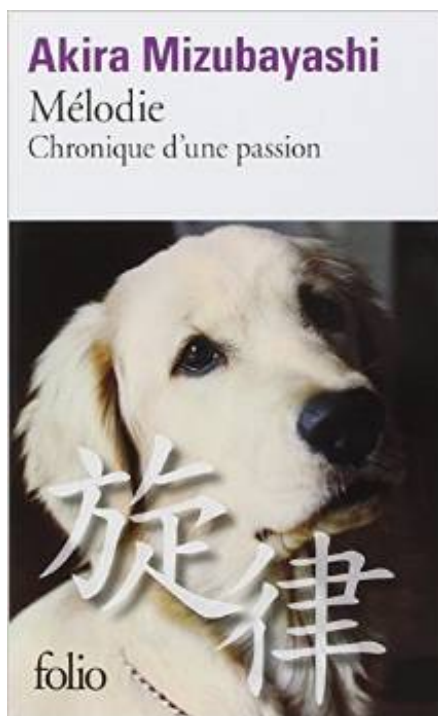 Akira Mizubayashi
Mélodie
Chronique d'une passion
旋律
folio